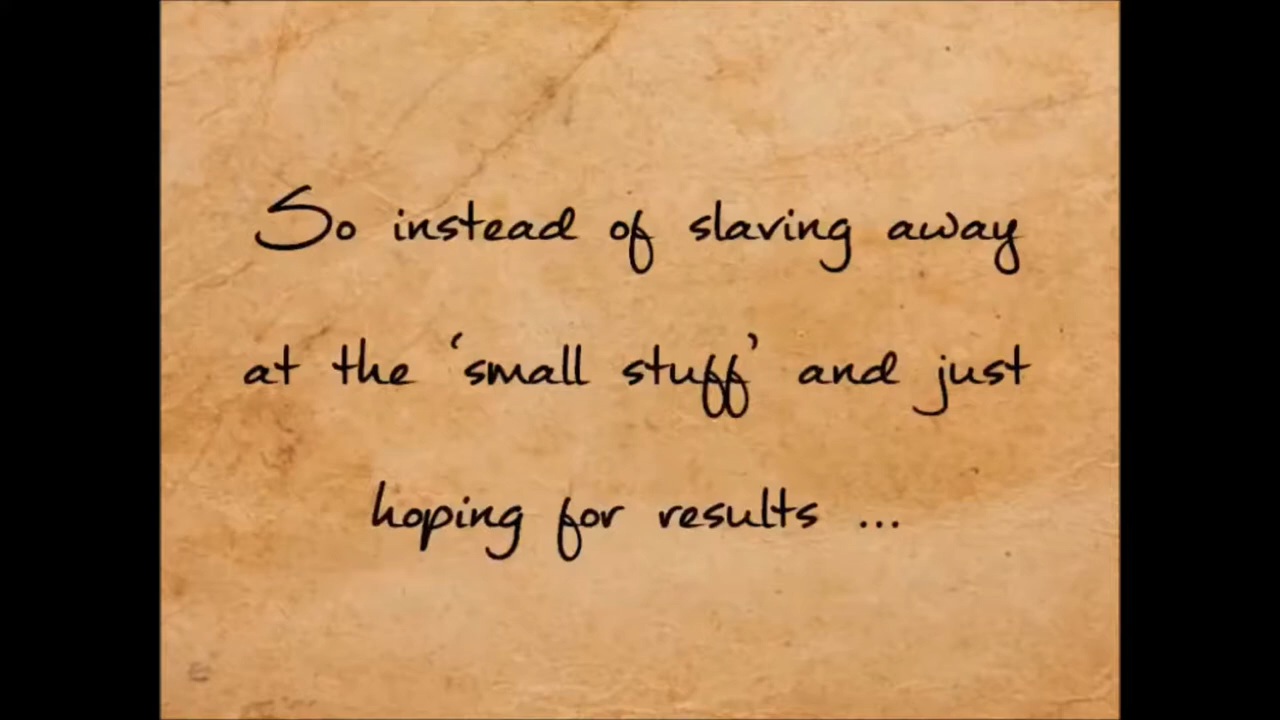 So instead of slaving away
at the ‘small stuff’ and just
hoping for results ...